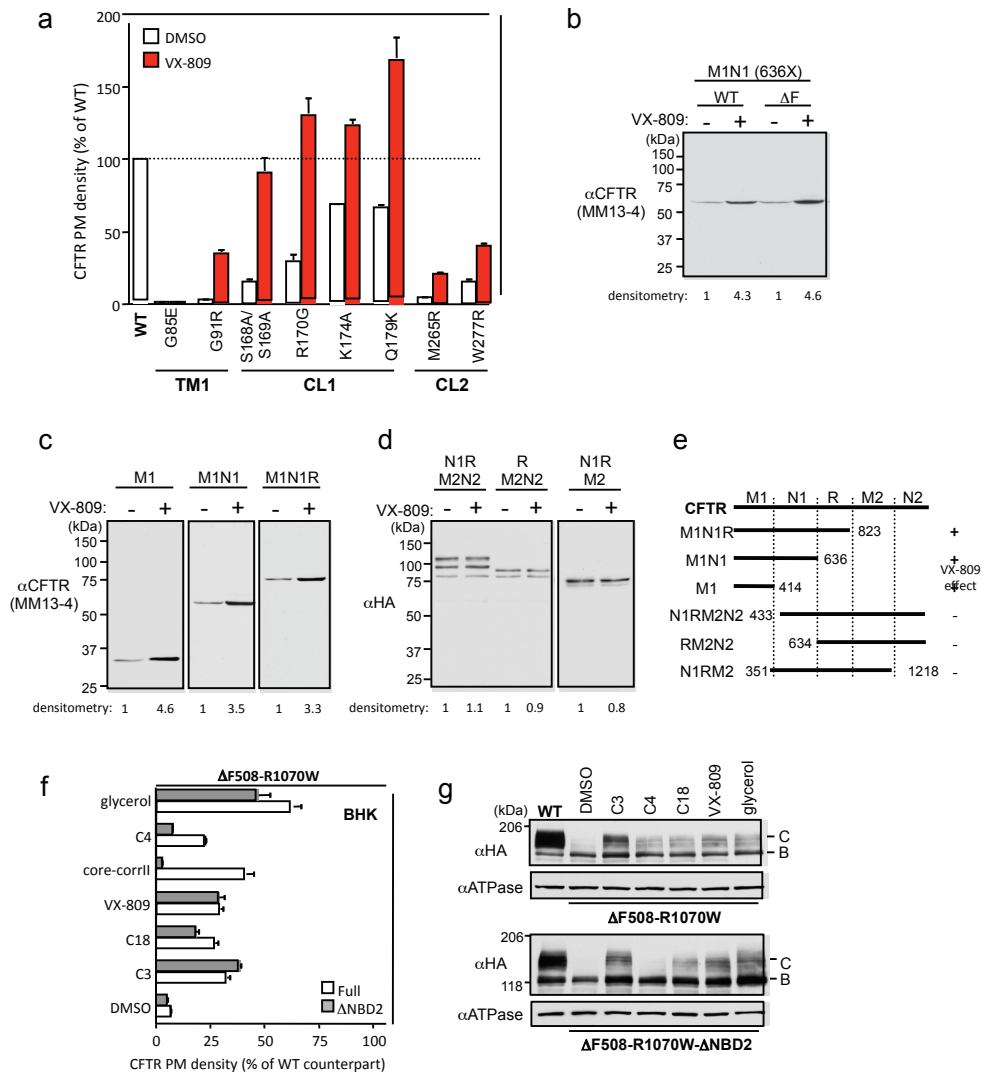 a
200
150
100
50
0
CFTR PM density (% of WT)
DMSO
VX-809
WT
G85E
G91R
S168A/
S169A
R170G
K174A
Q179K
M265R
W277R
TM1
CL1
CL2
b
M1N1 (636X)
WT ΔF
VX-809: - + - +
(kDa)
150
100
75
50
37
25
αCFTR
(MM13-4)
densitometry: 1 4.3 1 4.6
c
M1 M1N1 M1N1R
VX-809: - + - + - +
(kDa)
150
100
75
50
37
25
αCFTR
(MM13-4)
densitometry: 1 4.6 1 3.5 1 3.3
d
N1R R N1R
M2N2 M2N2 M2
VX-809: - + - + - +
(kDa)
150
100
75
50
37
25
αHA
densitometry: 1 1.1 1 0.9 1 0.8
e
M1 N1 R M2 N2
CFTR
M1N1R 823 +
M1N1 636 +
VX-809
effect
M1 414 +
N1RM2N2 433 -
RM2N2 634 -
N1RM2 351 1218 -
f
ΔF508-R1070W
BHK
glycerol
C4
core-corrII
VX-809
C18
C3
DMSO
Full
ΔNBD2
0 25 50 75 100
CFTR PM density (% of WT counterpart)
g
(kDa) WT DMSO C3 C4 C18 VX-809 glycerol
206
αHA
C
B
αATPase
ΔF508-R1070W
206
αHA
C
B
118
αATPase
ΔF508-R1070W-ΔNBD2